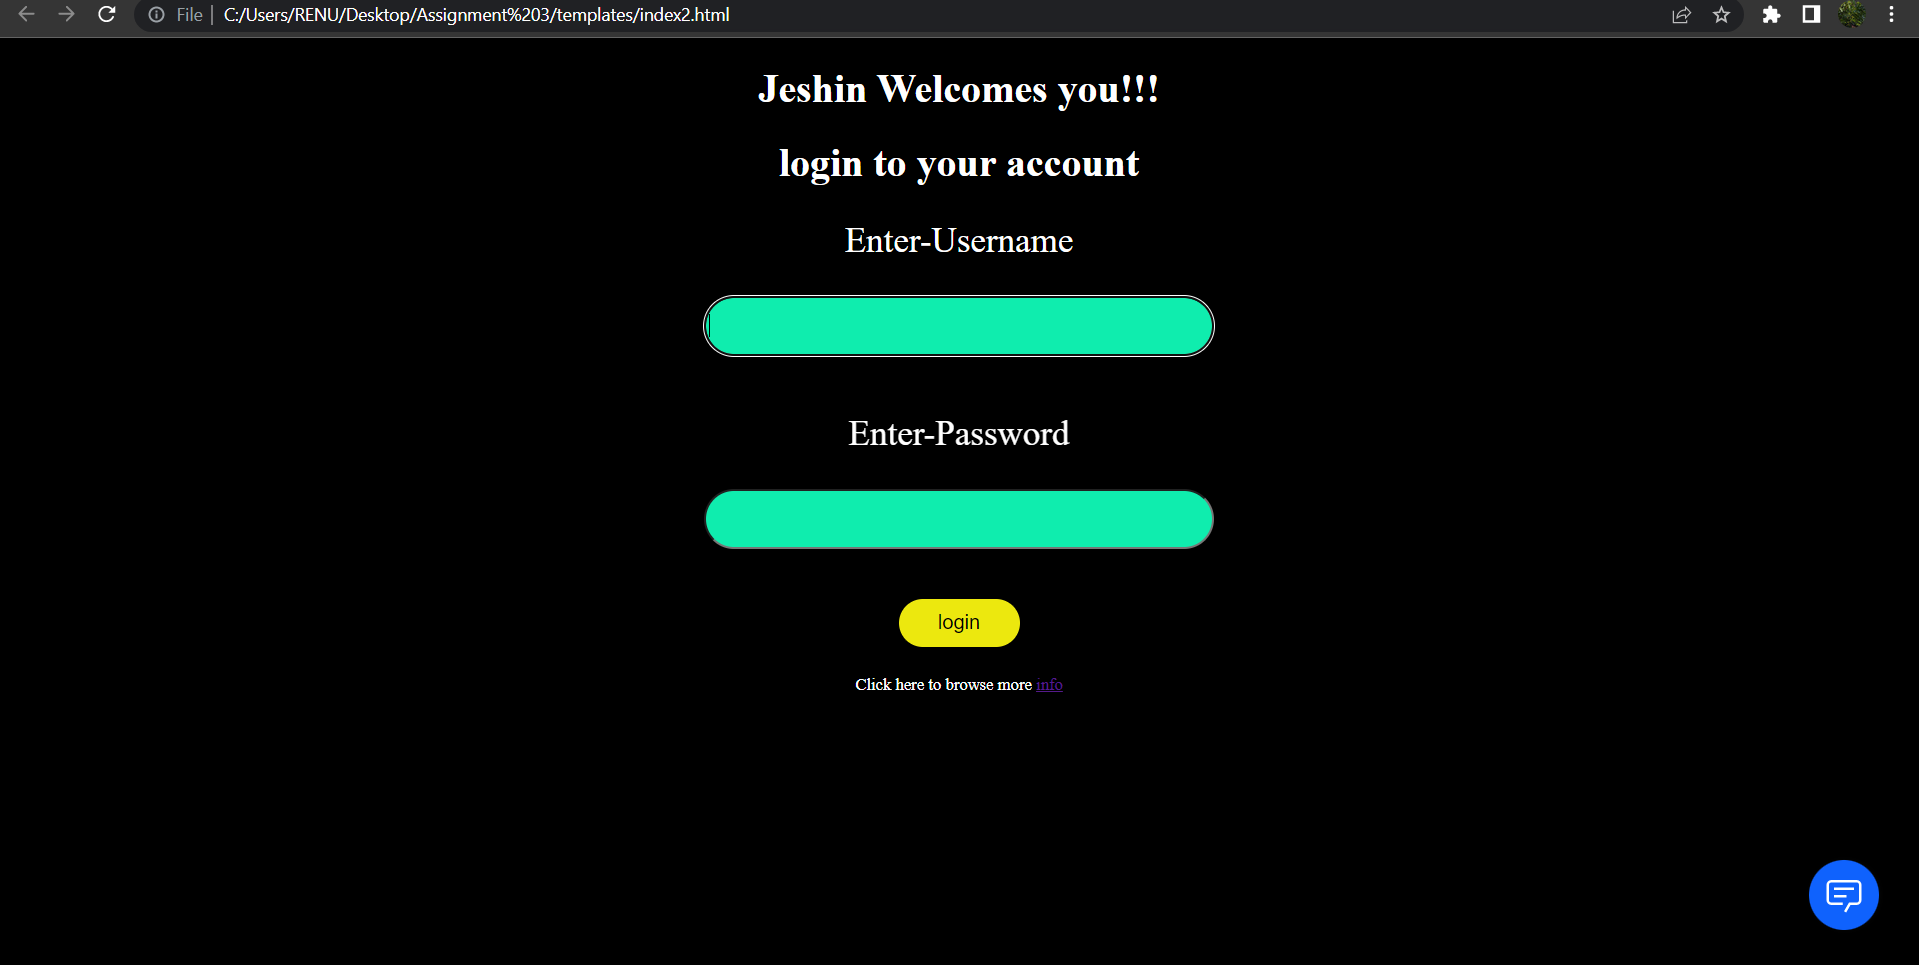 File | C:/Users/RENU/Desktop/Assignment%203/templates/index2.html
Jeshin Welcomes you!!!
login to your account
Enter-Username
Enter-Password
login
Click here to browse more info